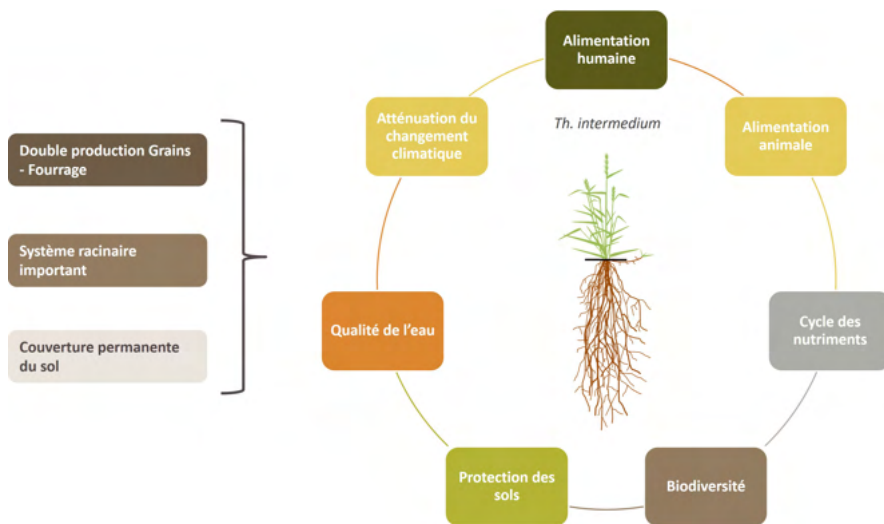 Double production Grains
- Fourrage
Système racinaire
important
Couverture permanente
du sol
Alimentation
humaine
Atténuation du
changement
climatique
Th. intermedium
Alimentation
animale
Qualité de l'eau
Cycle des
nutriments
Protection des
sols
Biodiversité